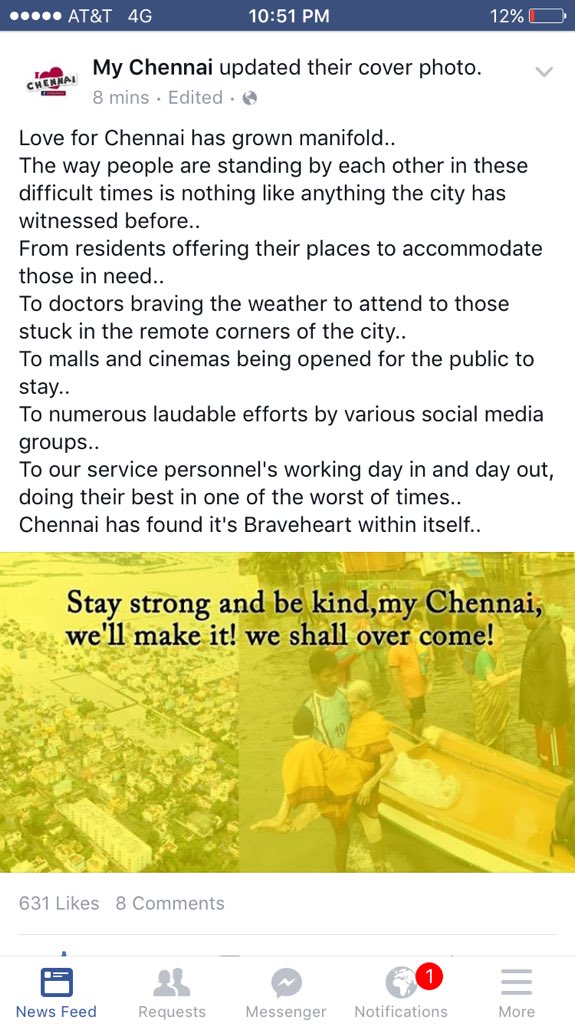 AT&T 4G 10:51 PM 12%
I CHENNAI
My Chennai updated their cover photo.
8 mins · Edited ·
Love for Chennai has grown manifold..
The way people are standing by each other in these
difficult times is nothing like anything the city has
witnessed before..
From residents offering their places to accommodate
those in need..
To doctors braving the weather to attend to those
stuck in the remote corners of the city..
To malls and cinemas being opened for the public to
stay..
To numerous laudable efforts by various social media
groups..
To our service personnel's working day in and day out,
doing their best in one of the worst of times..
Chennai has found it's Braveheart within itself..
Stay strong and be kind,my Chennai,
we'll make it! we shall over come!
10
631 Likes 8 Comments
1
News Feed Requests Messenger Notifications More